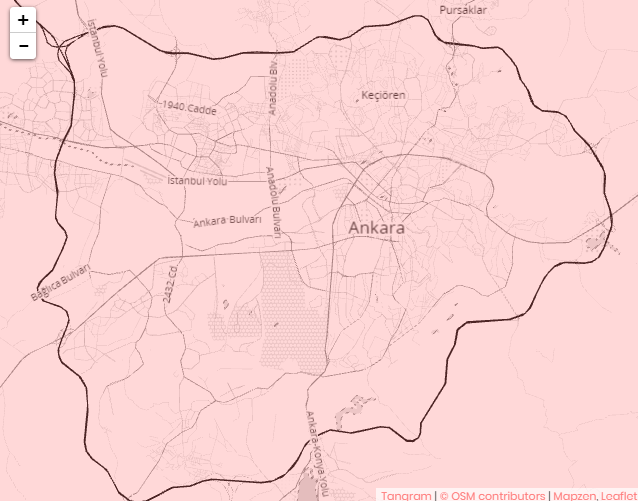 +
−
Pursaklar
İstanbul Yolu
Anadolu Blv.
Keçiören
1940. Cadde
İstanbul Yolu
Anadolu Bulvarı
Ankara Bulvarı
Ankara
Bağlıca Bulvarı
2432. Cd.
Ankara-Konya Yolu
Tangram | © OSM contributors | Mapzen, Leaflet